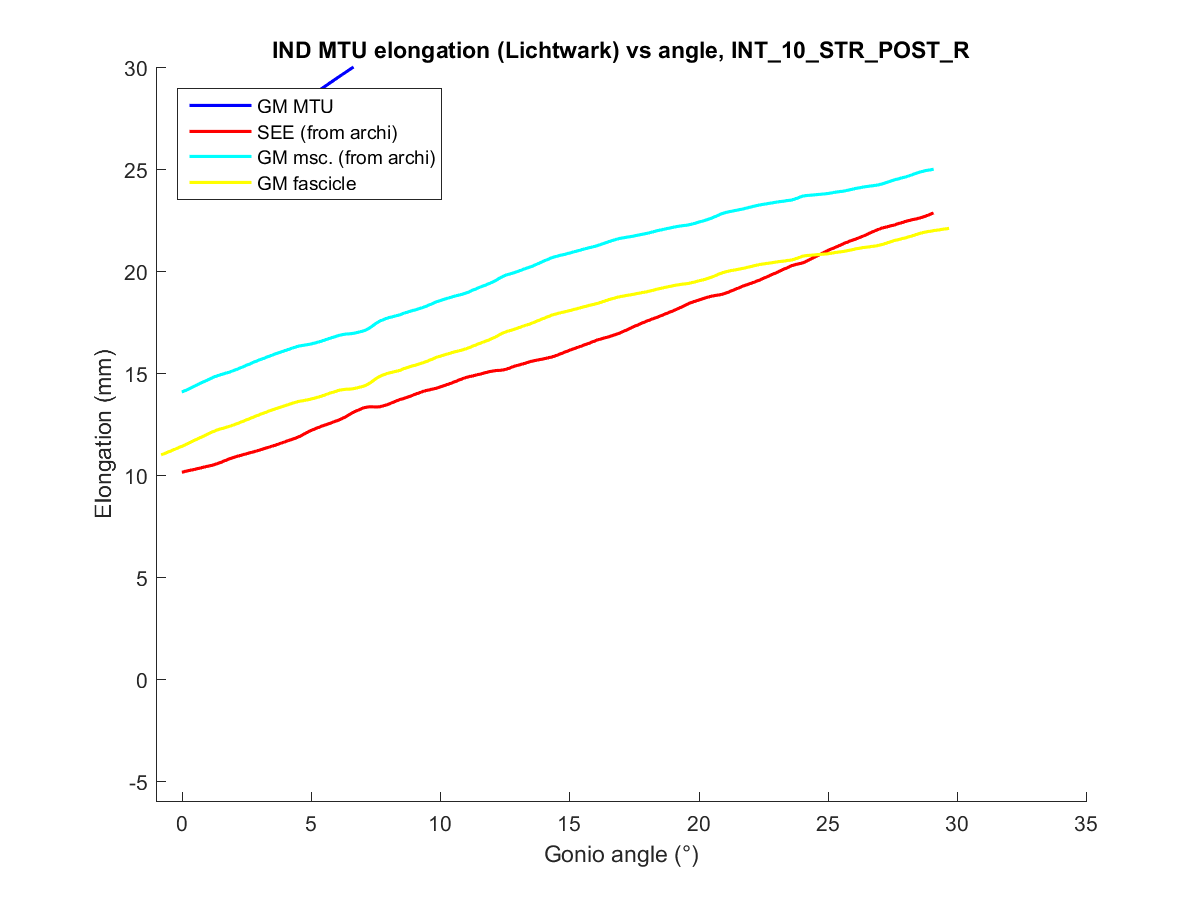 IND MTU elongation (Lichtwark) vs angle, INT_10_STR_POST_R
30
25
20
15
10
5
0
-5
Elongation (mm)
GM MTU
SEE (from archi)
GM msc. (from archi)
GM fascicle
0 5 10 15 20 25 30 35
Gonio angle (°)